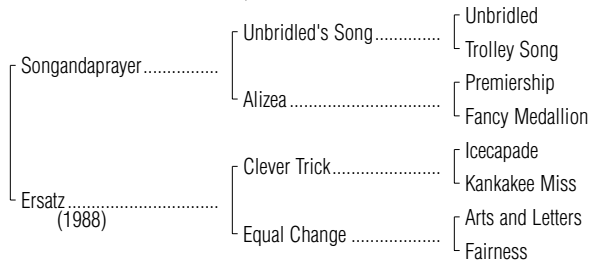 Unbridled
Unbridled's Song..............
Trolley Song
Songandaprayer................
Premiership
Alizea ................................
Fancy Medallion
Icecapade
Clever Trick.......................
Kankakee Miss
Ersatz ................................
(1988)
Arts and Letters
Equal Change ...................
Fairness